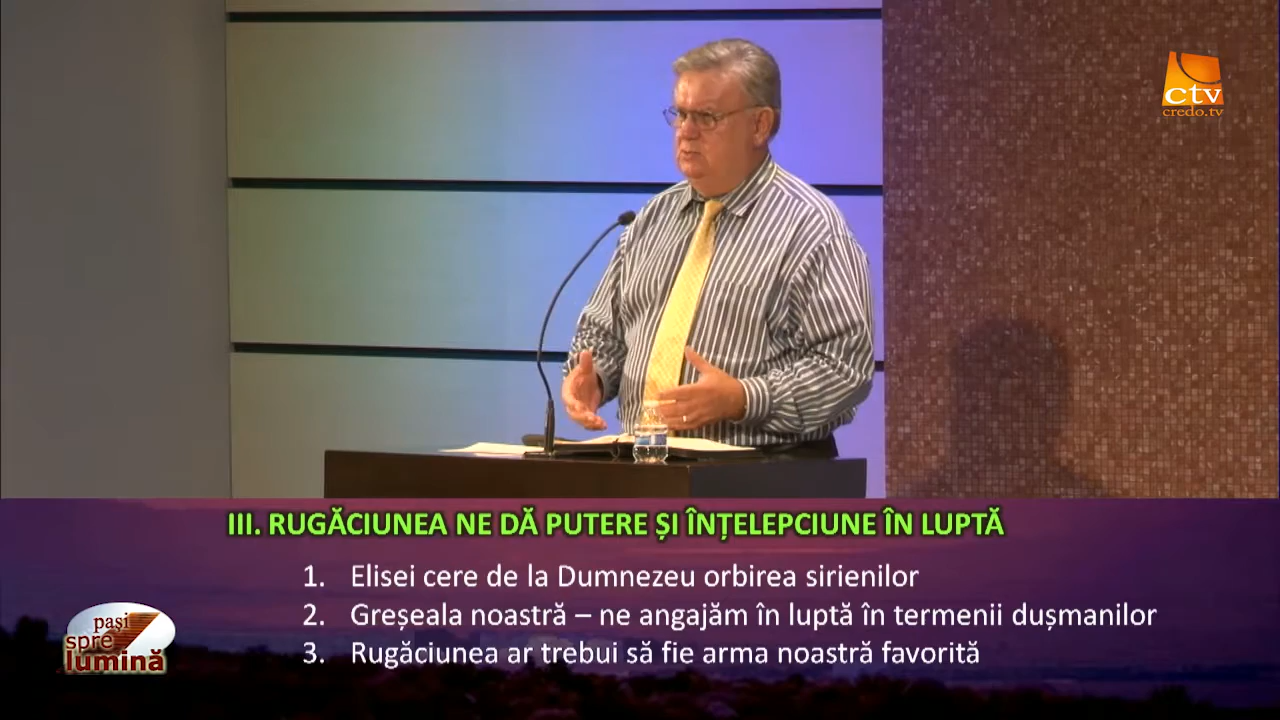 ctv
credo.tv
III. RUGĂCIUNEA NE DĂ PUTERE ȘI ÎNȚELEPCIUNE ÎN LUPTĂ
1. Elisei cere de la Dumnezeu orbirea sirienilor
2. Greșeala noastră – ne angajăm în luptă în termenii dușmanilor
3. Rugăciunea ar trebui să fie arma noastră favorită
pași
spre
lumină